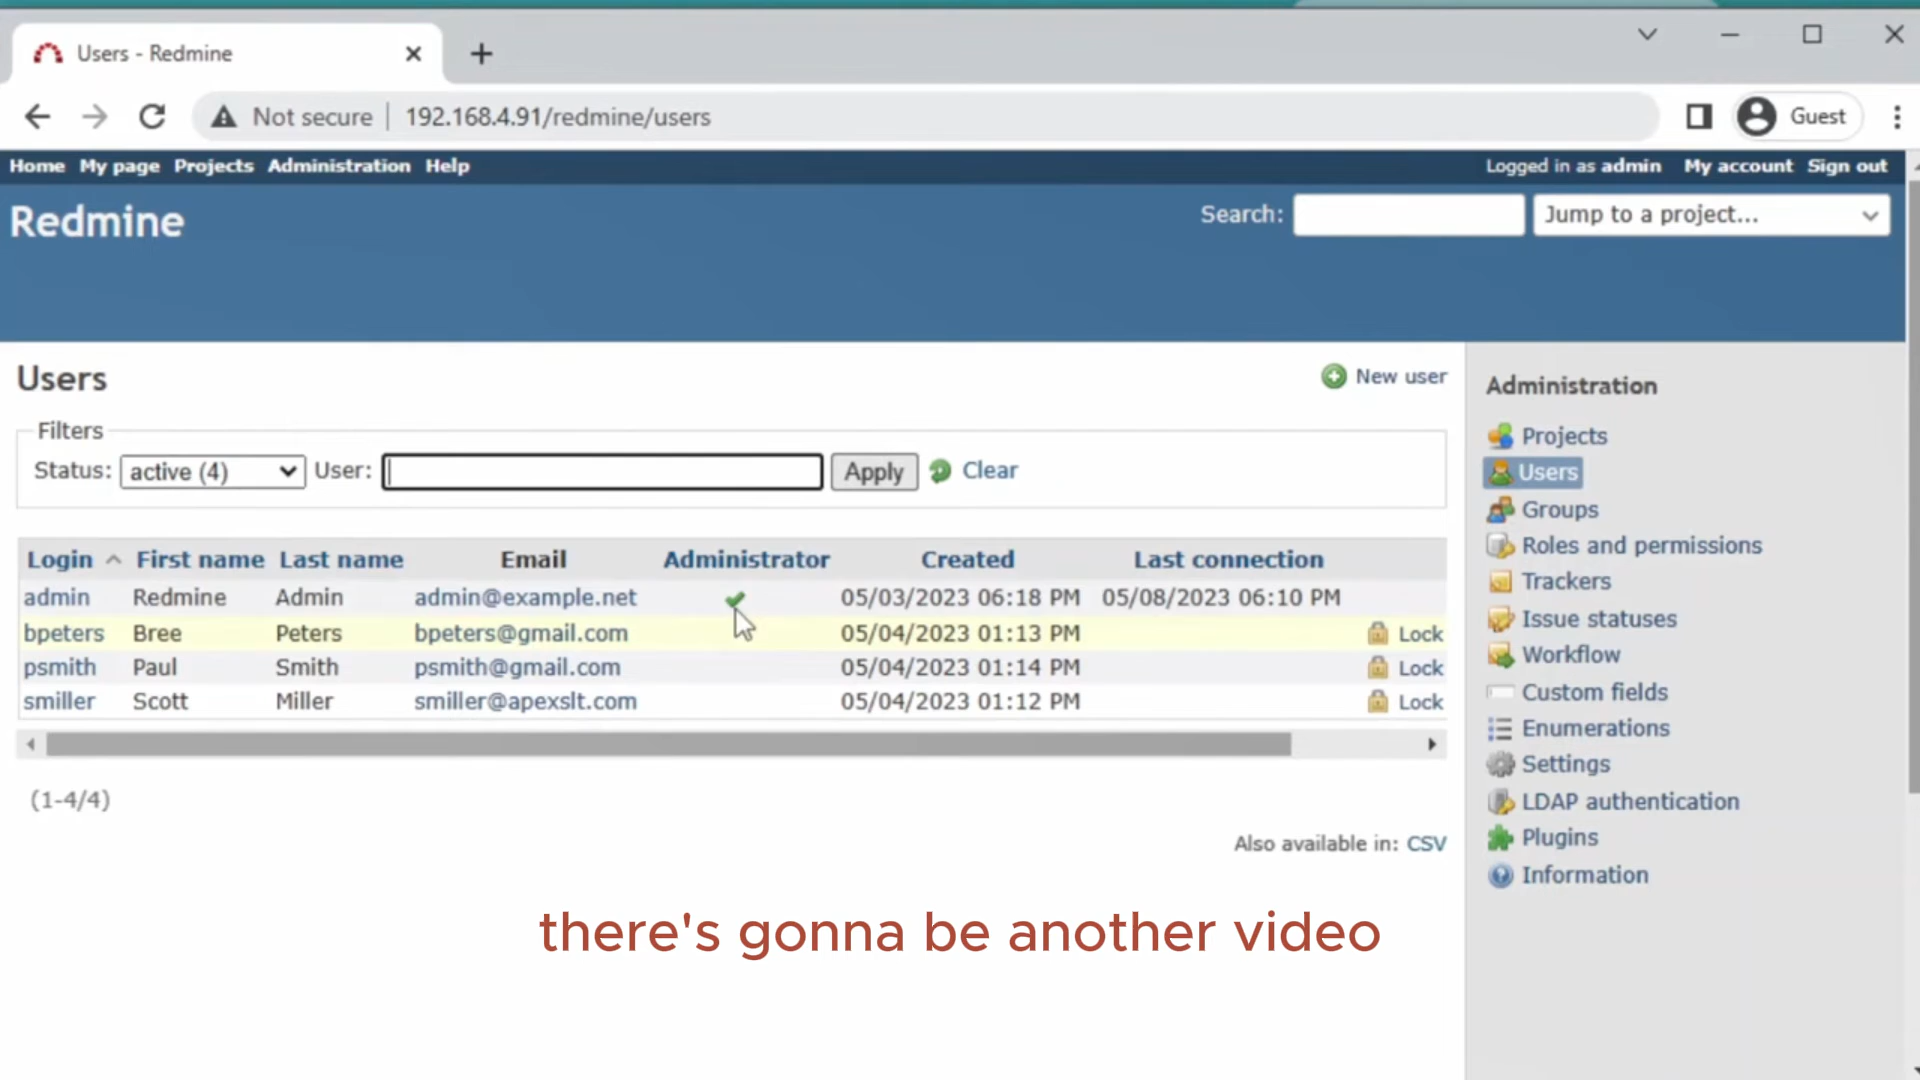 Users - Redmine
Not secure 192.168.4.91/redmine/users Guest
Home My page Projects Administration Help Logged in as admin My account Sign out
Redmine Search: Jump to a project...
Users New user
Filters
Status: active (4) User: Apply Clear
Login First name Last name Email Administrator Created Last connection
admin Redmine Admin admin@example.net 05/03/2023 06:18 PM 05/08/2023 06:10 PM
bpeters Bree Peters bpeters@gmail.com 05/04/2023 01:13 PM Lock
psmith Paul Smith psmith@gmail.com 05/04/2023 01:14 PM Lock
smiller Scott Miller smiller@apexslt.com 05/04/2023 01:12 PM Lock
(1-4/4)
Also available in: CSV
Administration
Projects
Users
Groups
Roles and permissions
Trackers
Issue statuses
Workflow
Custom fields
Enumerations
Settings
LDAP authentication
Plugins
Information
there's gonna be another video